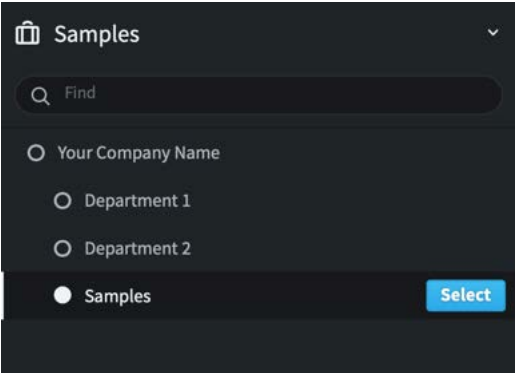 Samples
Find
Your Company Name
Department 1
Department 2
Samples Select